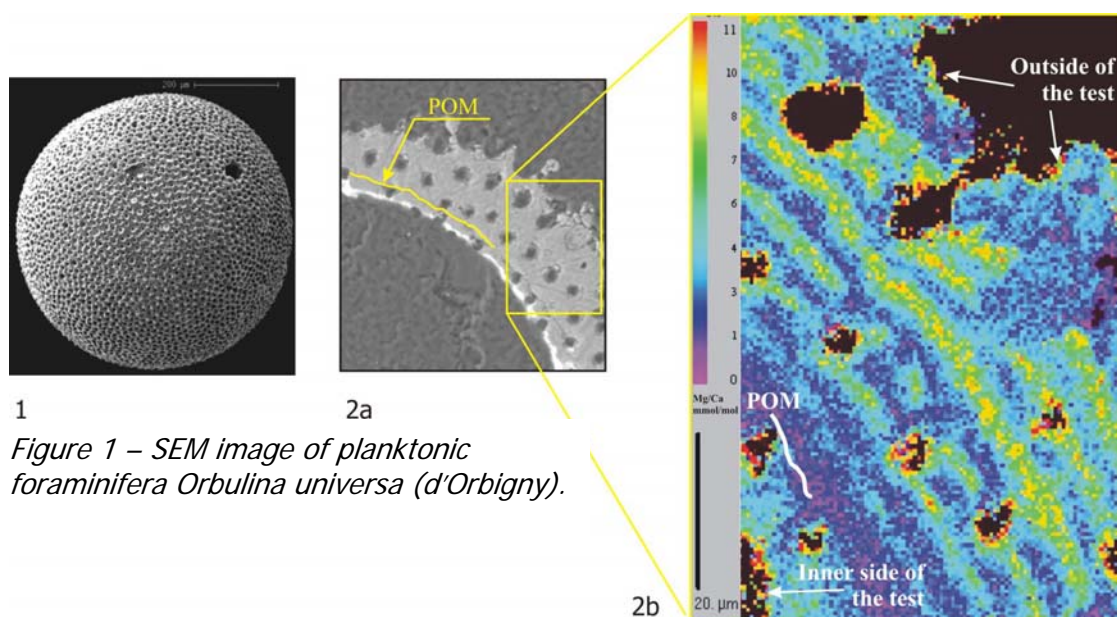 200 µm
1
POM
2a
Figure 1 – SEM image of planktonic
foraminifera Orbulina universa (d'Orbigny).
11
10
9
8
7
6
4
3
1
0
Mg/Ca
mmol/mol
20. µm
2b
Outside of
the test
POM
Inner side of
the test